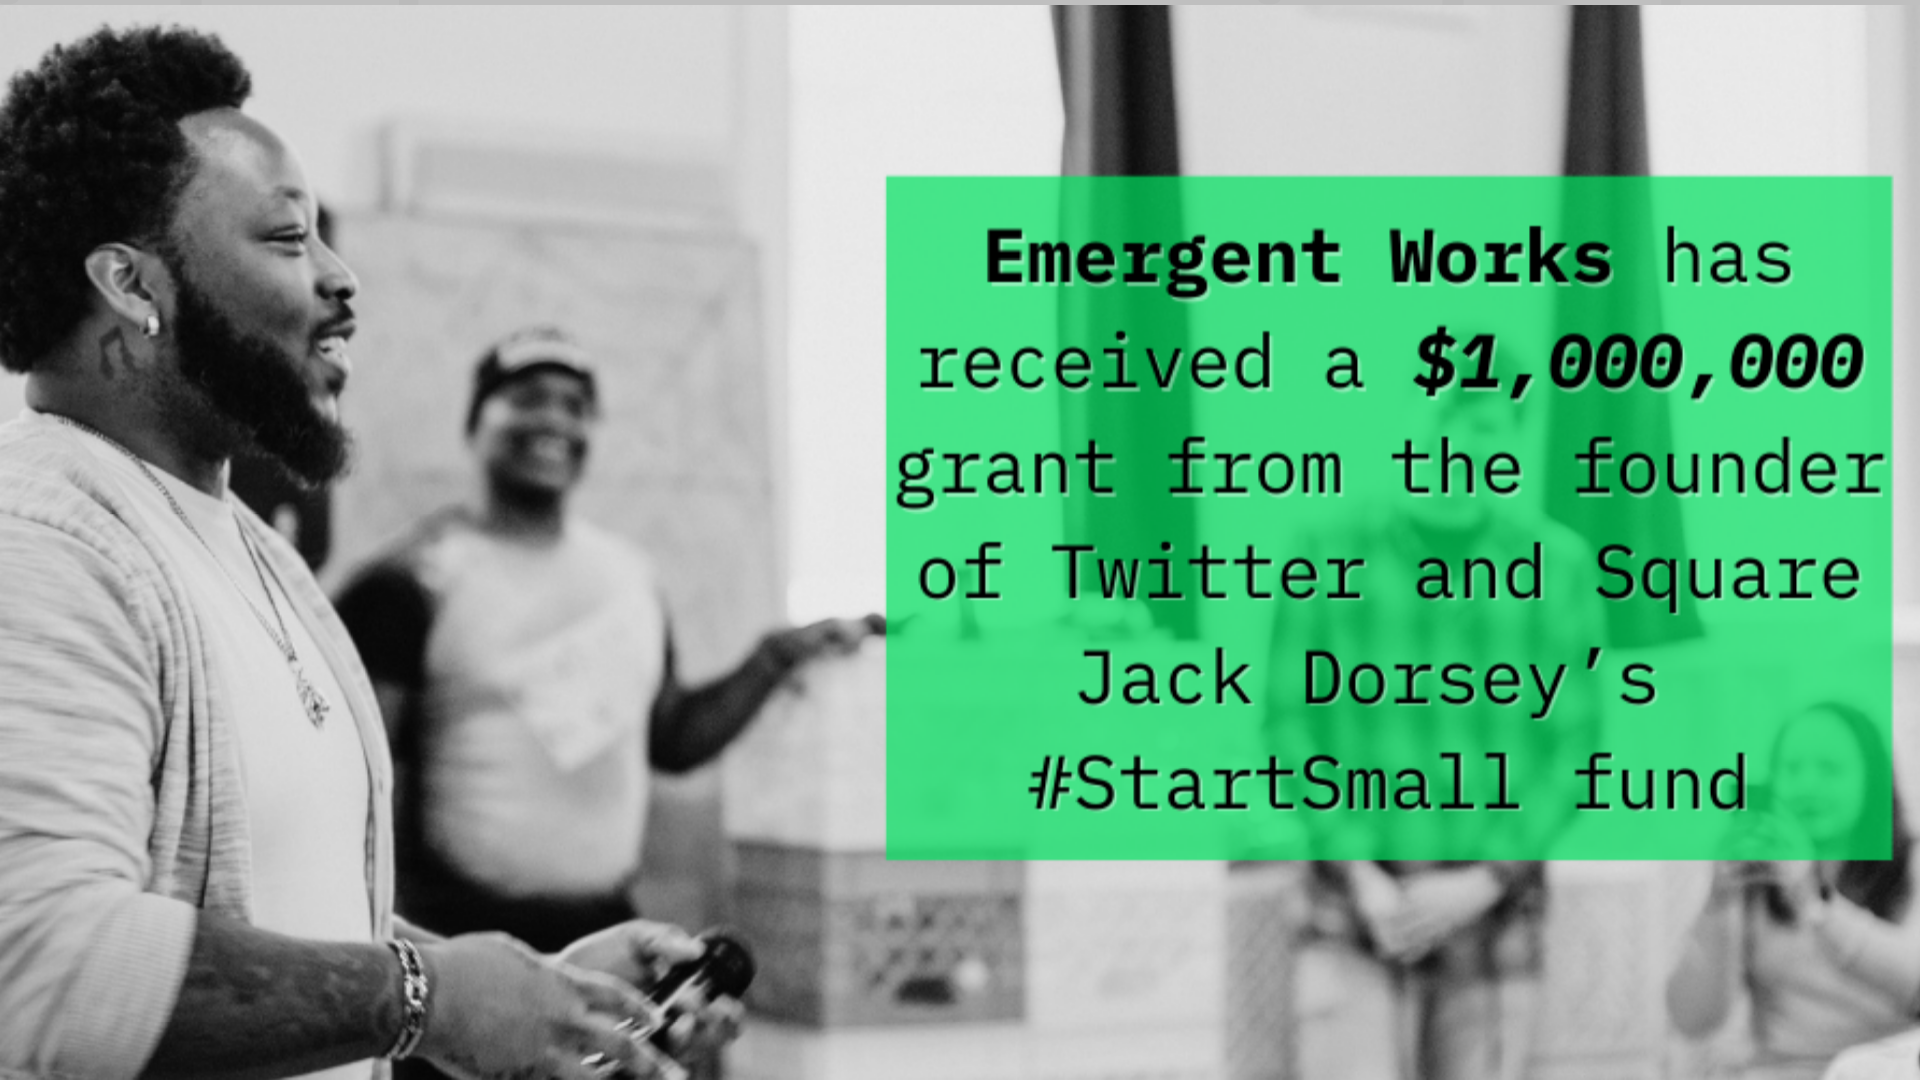 Emergent Works has
received a $1,000,000
grant from the founder
of Twitter and Square
Jack Dorsey’s
#StartSmall fund